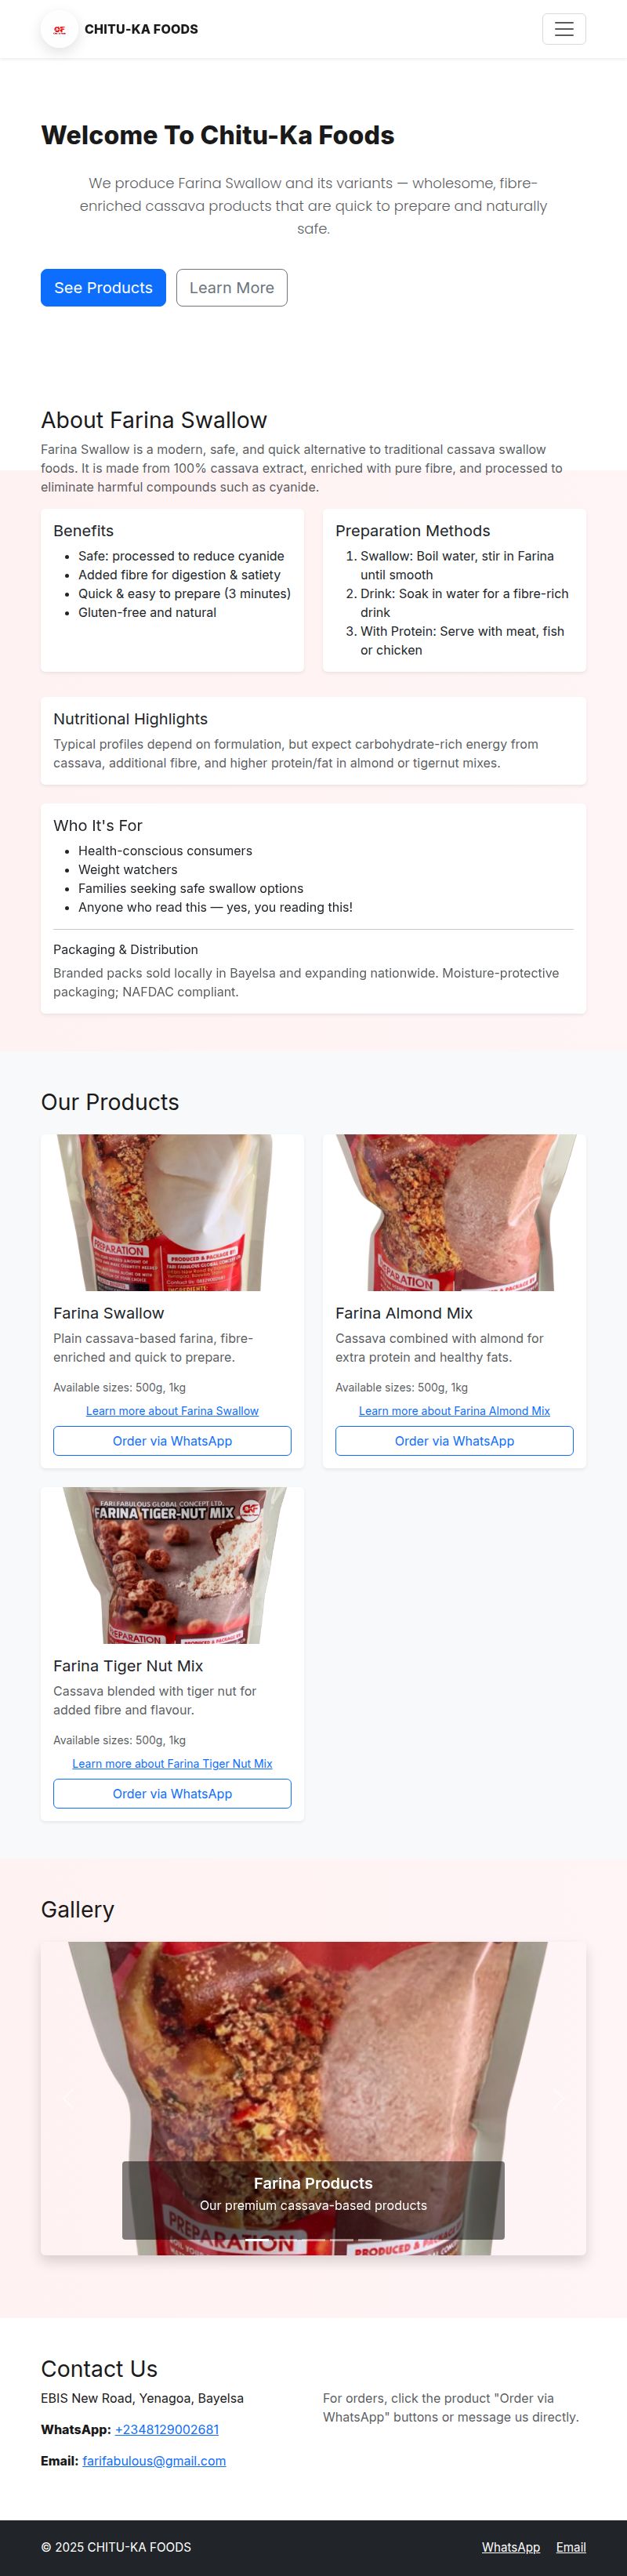 CHITU-KA FOODS
Welcome To Chitu-Ka Foods
We produce Farina Swallow and its variants — wholesome, fibre-
enriched cassava products that are quick to prepare and naturally
safe.
See Products
Learn More
About Farina Swallow
Farina Swallow is a modern, safe, and quick alternative to traditional cassava swallow
foods. It is made from 100% cassava extract, enriched with pure fibre, and processed to
eliminate harmful compounds such as cyanide.
Benefits
• Safe: processed to reduce cyanide
• Added fibre for digestion & satiety
• Quick & easy to prepare (3 minutes)
• Gluten-free and natural
Preparation Methods
1. Swallow: Boil water, stir in Farina
until smooth
2. Drink: Soak in water for a fibre-rich
drink
3. With Protein: Serve with meat, fish
or chicken
Nutritional Highlights
Typical profiles depend on formulation, but expect carbohydrate-rich energy from
cassava, additional fibre, and higher protein/fat in almond or tigernut mixes.
Who It's For
• Health-conscious consumers
• Weight watchers
• Families seeking safe swallow options
• Anyone who read this — yes, you reading this!
Packaging & Distribution
Branded packs sold locally in Bayelsa and expanding nationwide. Moisture-protective
packaging; NAFDAC compliant.
Our Products
PREPARATION
PRODUCED & PACKAGE BY:
Farina Swallow
Plain cassava-based farina, fibre-
enriched and quick to prepare.
Available sizes: 500g, 1kg
Learn more about Farina Swallow
Order via WhatsApp
PREPARATION
Farina Almond Mix
Cassava combined with almond for
extra protein and healthy fats.
Available sizes: 500g, 1kg
Learn more about Farina Almond Mix
Order via WhatsApp
FARI FABULOUS GLOBAL CONCEPT LTD.
FARINA TIGER-NUT MIX
PREPARATION
Farina Tiger Nut Mix
Cassava blended with tiger nut for
added fibre and flavour.
Available sizes: 500g, 1kg
Learn more about Farina Tiger Nut Mix
Order via WhatsApp
Gallery
Farina Products
Our premium cassava-based products
PREPARATION
PRODUCED &
Contact Us
EBIS New Road, Yenagoa, Bayelsa
WhatsApp: +2348129002681
Email: farifabulous@gmail.com
For orders, click the product "Order via
WhatsApp" buttons or message us directly.
© 2025 CHITU-KA FOODS
WhatsApp
Email